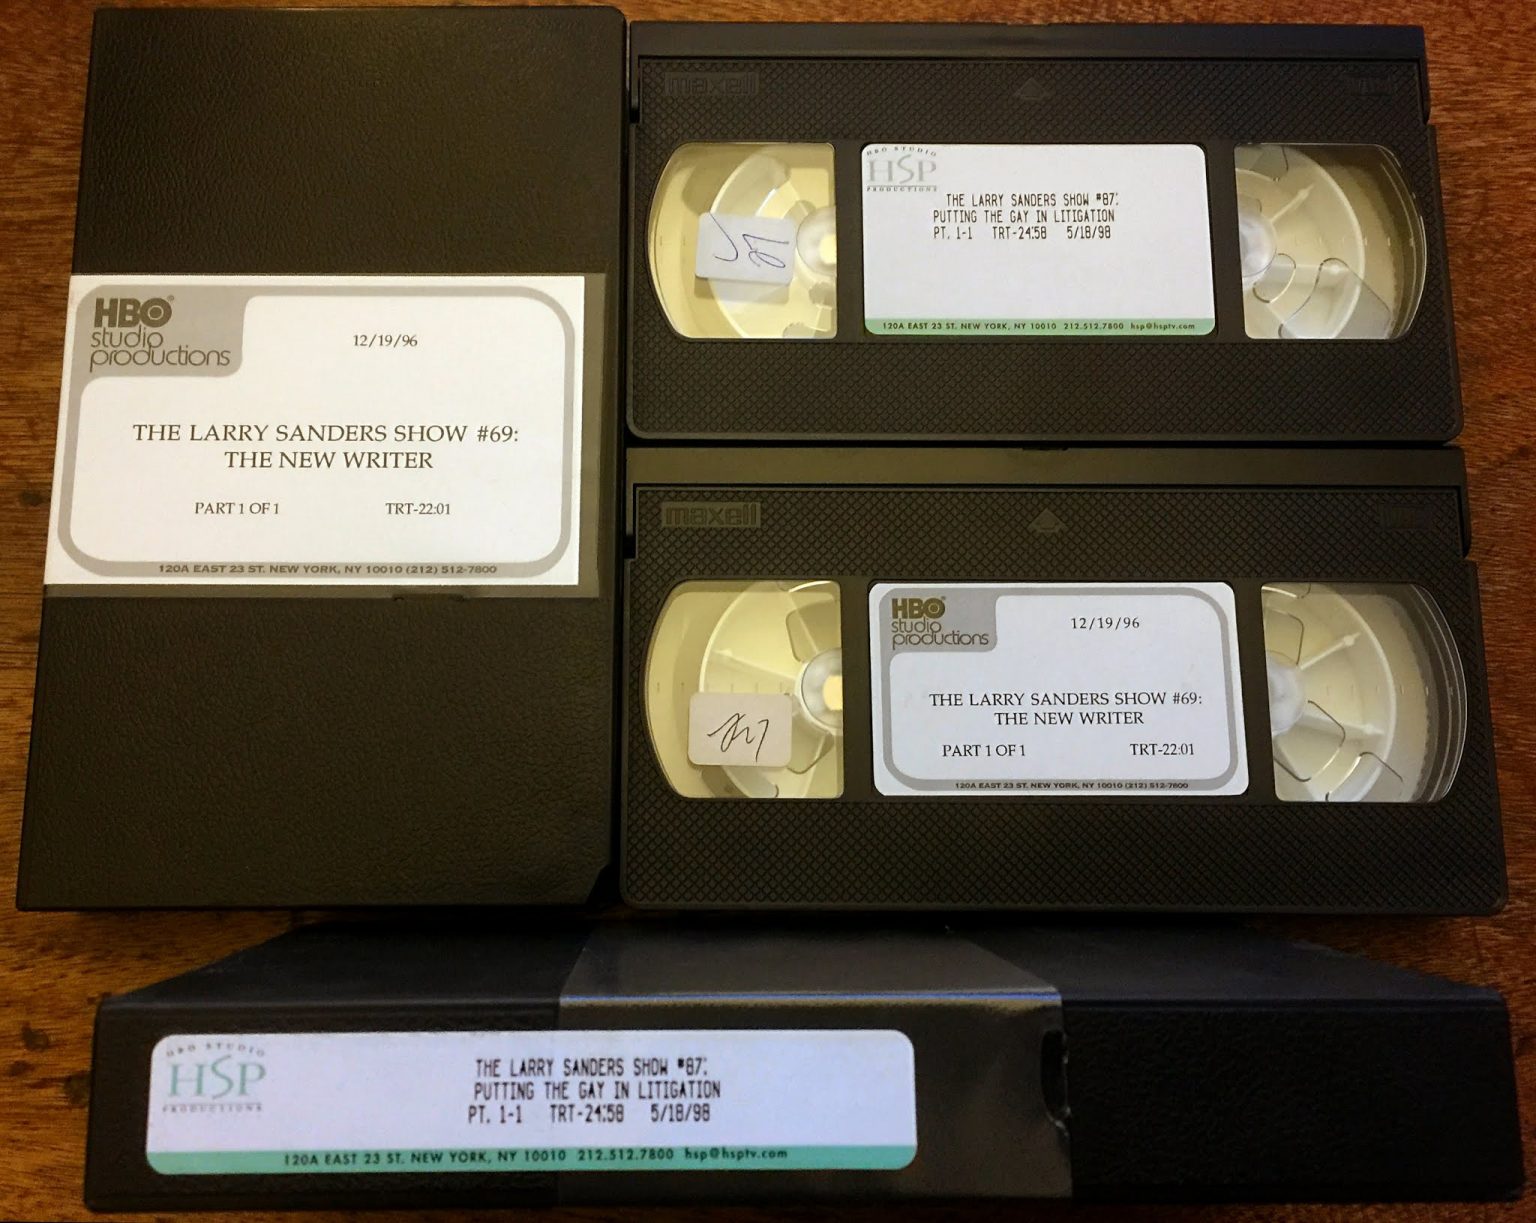 HBO®
studio
productions
12/19/96
THE LARRY SANDERS SHOW #69:
THE NEW WRITER
PART 1 OF 1 TRT-22:01
120A EAST 23 ST. NEW YORK, NY 10010 (212) 512-7800
maxell
HBO STUDIO
HSP
PRODUCTIONS
THE LARRY SANDERS SHOW #87:
PUTTING THE GAY IN LITIGATION
PT. 1-1 TRT-24:58 5/18/98
120A EAST 23 ST. NEW YORK, NY 10010 212.512.7800 hsp@hsptv.com
maxell
HBO®
studio
productions
12/19/96
THE LARRY SANDERS SHOW #69:
THE NEW WRITER
PART 1 OF 1 TRT-22:01
120A EAST 23 ST. NEW YORK, NY 10010 (212) 512-7800
HBO STUDIO
HSP
PRODUCTIONS
THE LARRY SANDERS SHOW #87:
PUTTING THE GAY IN LITIGATION
PT. 1-1 TRT-24:58 5/18/98
120A EAST 23 ST. NEW YORK, NY 10010 212.512.7800 hsp@hsptv.com